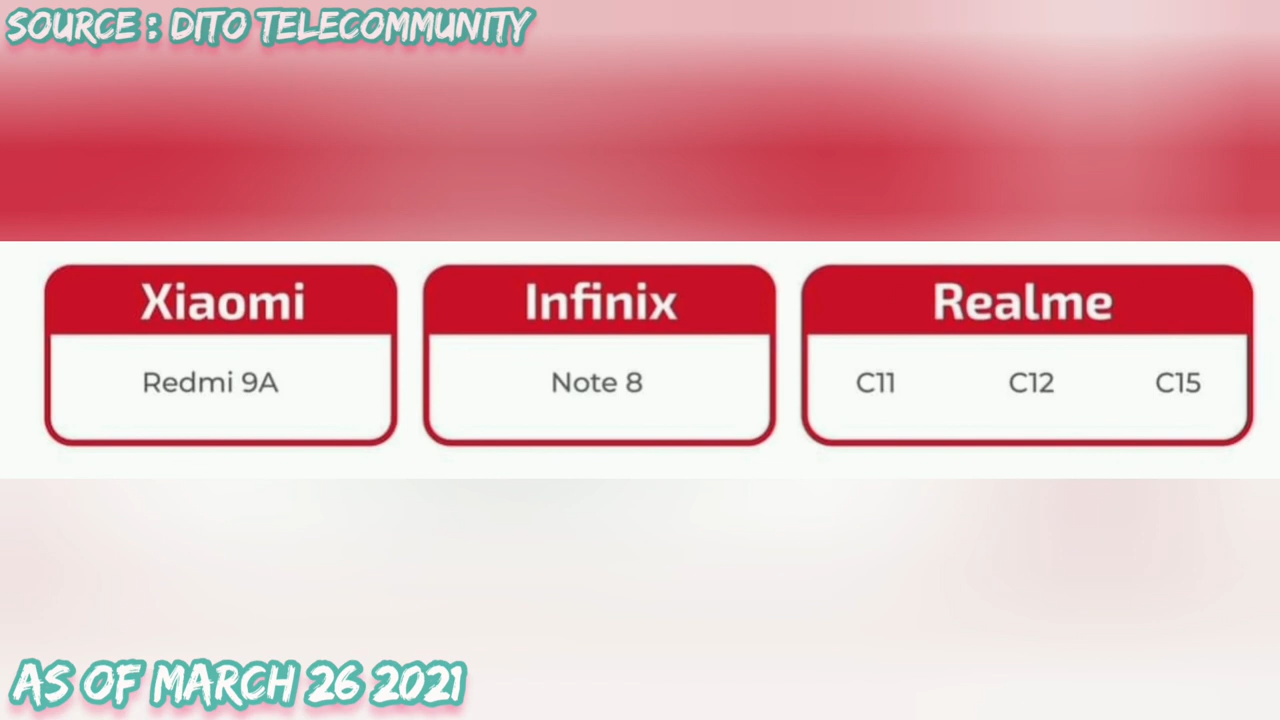 SOURCE : DITO TELECOMMUNITY
Xiaomi
Redmi 9A
Infinix
Note 8
Realme
C11 C12 C15
AS OF MARCH 26 2021